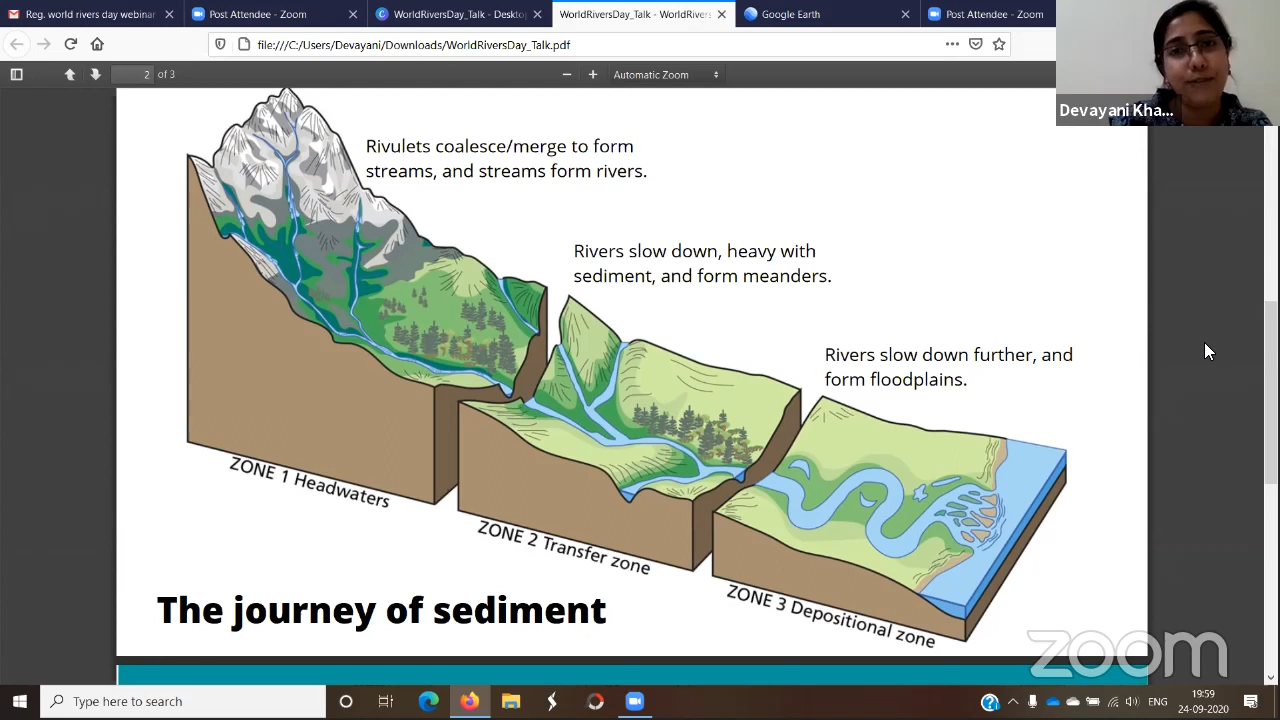 Reg. world rivers day webinar
Post Attendee - Zoom
WorldRiversDay_Talk - Deskto
WorldRiversDay_Talk - WorldRivers
Google Earth
Post Attendee - Zoom
file:///C:/Users/Devayani/Downloads/WorldRiversDay_Talk.pdf
2 of 3
Automatic Zoom
Devayani Kha...
Rivulets coalesce/merge to form
streams, and streams form rivers.
Rivers slow down, heavy with
sediment, and form meanders.
Rivers slow down further, and
form floodplains.
ZONE 1 Headwaters
ZONE 2 Transfer zone
ZONE 3 Depositional zone
The journey of sediment
zoom
Type here to search
ENG
19:59
24-09-2020